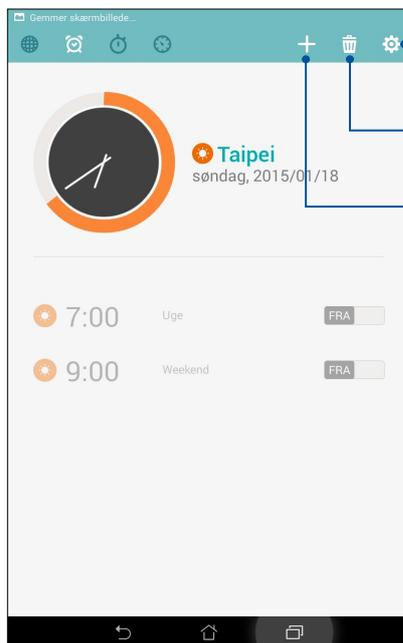 Gemmer skærmbillede...
Taipei
søndag, 2015/01/18
7:00 Uge FRA
9:00 Weekend FRA